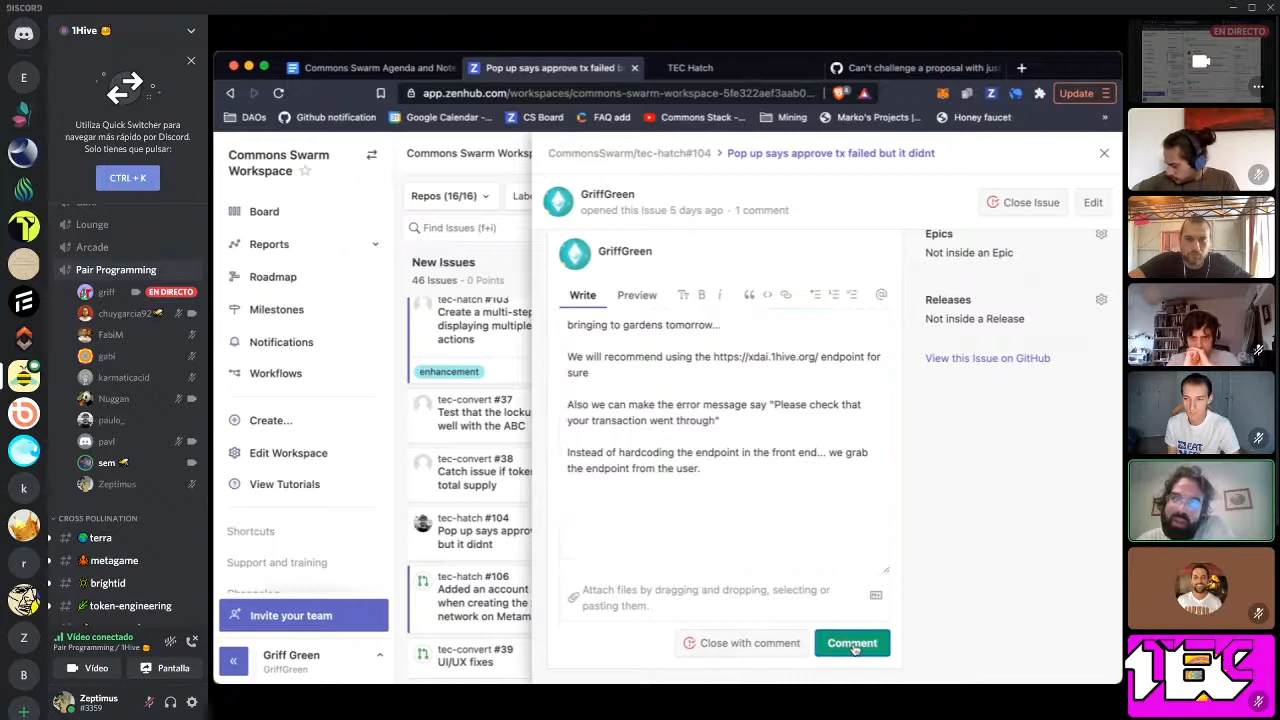 DISCORD
1Hive
Utiliza Quick Switcher para
navegar más rápido por Discord.
Solo tienes que pulsar:
CTRL + K
Lounge
Arcade
Pair Programming
griff
EN DIRECTO
chuygarcia92
FabiM
gabi
karmaticacid
Nuggan
paulo_
pavl
sem
Zeptimus
CROSS POLLINATION
terra
metagame
brightid
token-engineering
Vídeo conectado
Pair Programming / 1Hive
Vídeo
Pantalla
Zeptimus
#3359
E
k
r
Z
B
Commons Swarm Agenda and Note
Pop up says approve tx failed b
TEC Hatch
Can't challenge a proposal with jus
app.zenhub.com/workspaces/commons-swarm-workspace-5fe322aef3aab0...
Update
DAOs
Github notification
Google Calendar -...
CS Board
FAQ add
Commons Stack -...
Mining
Marko's Projects |...
Honey faucet
Commons Swarm
Workspace
Board
Reports
Roadmap
Milestones
Notifications
Workflows
Create...
Edit Workspace
View Tutorials
Shortcuts
Support and training
Invite your team
Griff Green
GriffGreen
Commons Swarm Worksp
Repos (16/16)
Labe
Find Issues (f+i)
New Issues
46 Issues - 0 Points
tec-hatch #103
Create a multi-step
displaying multiple
actions
enhancement
tec-convert #37
Test that the locku
well with the ABC
tec-convert #38
Catch issue if toke
total supply
tec-hatch #104
Pop up says approv
but it didnt
tec-hatch #106
Added an account
when creating the
network on Metam
tec-convert #39
UI/UX fixes
CommonsSwarm/tec-hatch#104 > Pop up says approve tx failed but it didnt
GriffGreen
opened this Issue 5 days ago · 1 comment
Close Issue
Edit
GriffGreen
Write
Preview
bringing to gardens tomorrow...
We will recommend using the https://xdai.1hive.org/ endpoint for
sure
Also we can make the error message say "Please check that
your transaction went through"
Instead of hardcoding the endpoint in the front end... we grab
the endpoint from the user.
Attach files by dragging and dropping, selecting or
pasting them.
Close with comment
Comment
Epics
Not inside an Epic
Releases
Not inside a Release
View this Issue on GitHub
EN DIRECTO
TEC